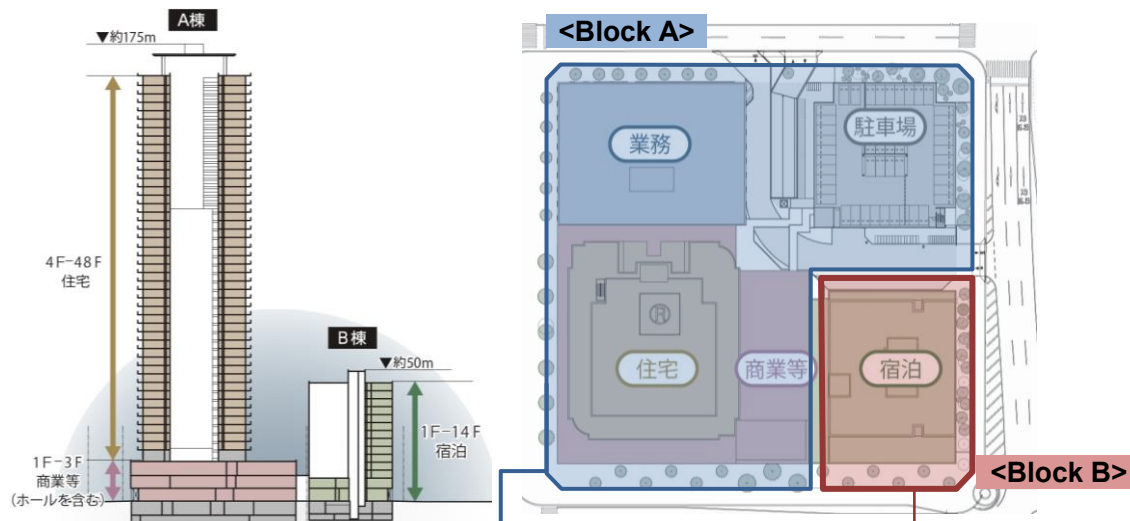 A棟
▼約175m
4F-48F
住宅
B棟
▼約50m
1F-14F
宿泊
1F-3F
商業等
(ホールを含む)
<Block A>
業務
駐車場
R
住宅
商業等
宿泊
<Block B>